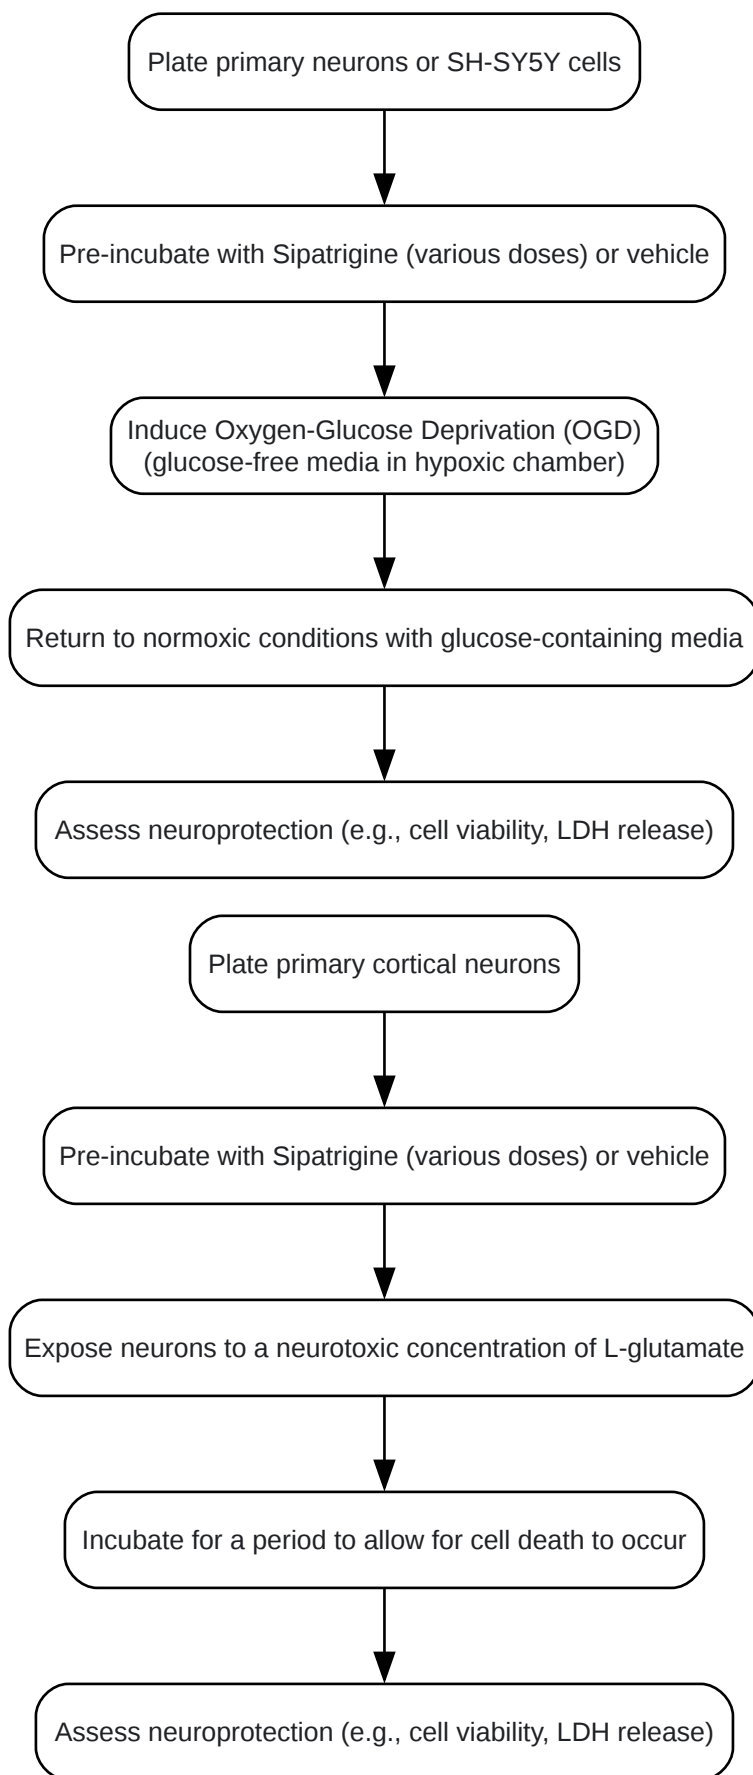 Plate primary neurons or SH-SY5Y cells
Pre-incubate with Sipatrigine (various doses) or vehicle
Induce Oxygen-Glucose Deprivation (OGD)
(glucose-free media in hypoxic chamber)
Return to normoxic conditions with glucose-containing media
Assess neuroprotection (e.g., cell viability, LDH release)
Plate primary cortical neurons
Pre-incubate with Sipatrigine (various doses) or vehicle
Expose neurons to a neurotoxic concentration of L-glutamate
Incubate for a period to allow for cell death to occur
Assess neuroprotection (e.g., cell viability, LDH release)